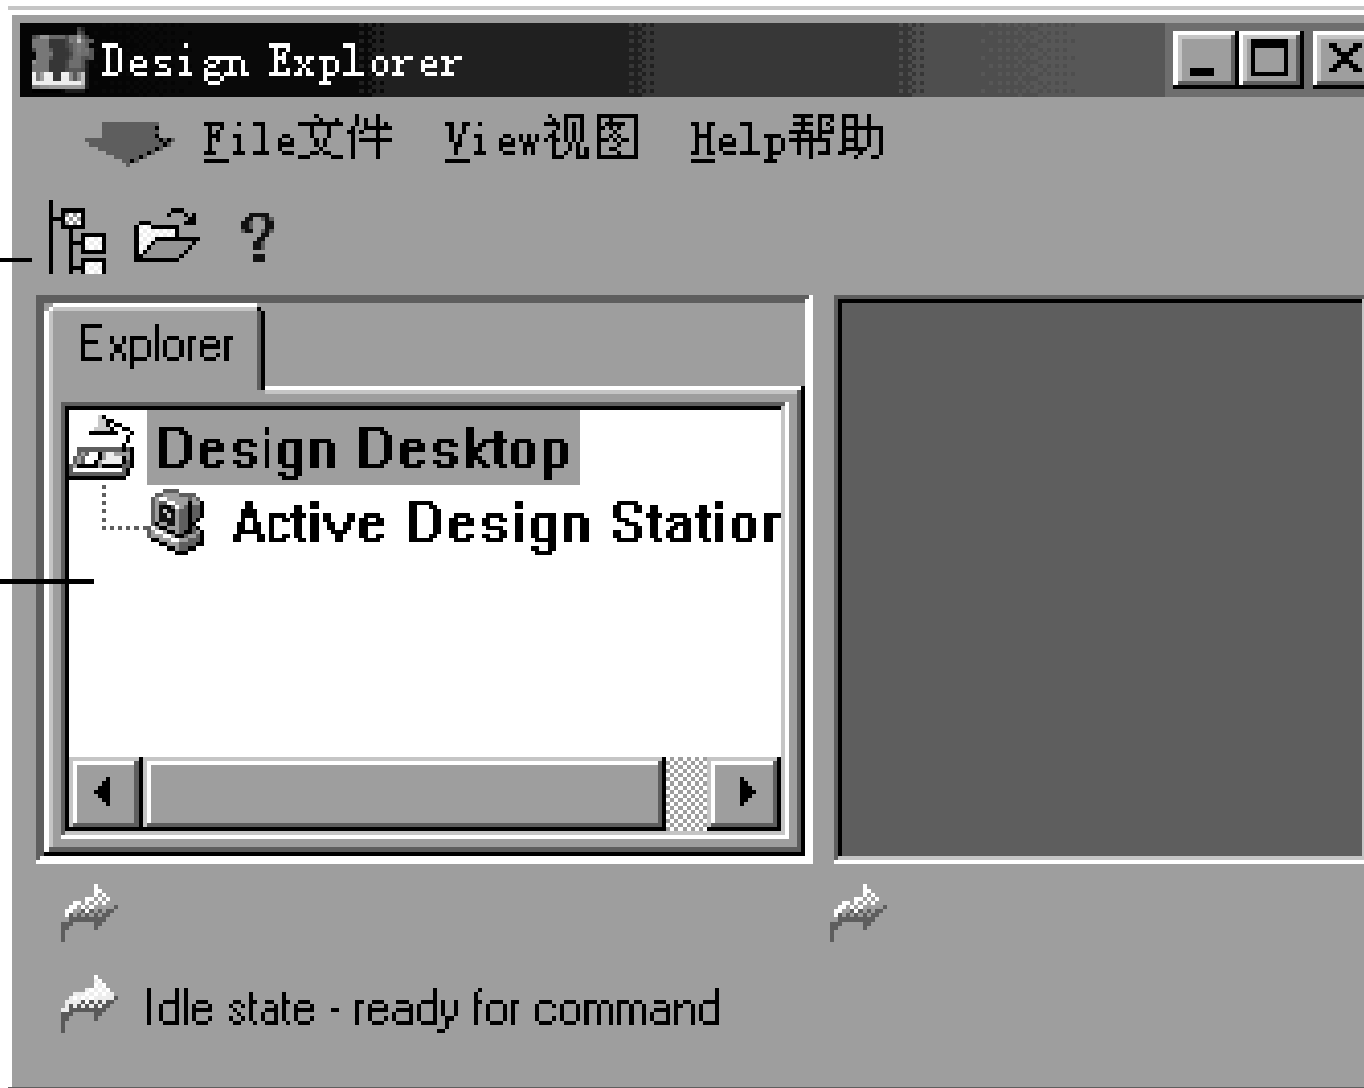 Design Explorer
File文件 View视图 Help帮助
?
Explorer
Design Desktop
Active Design Station
Idle state - ready for command